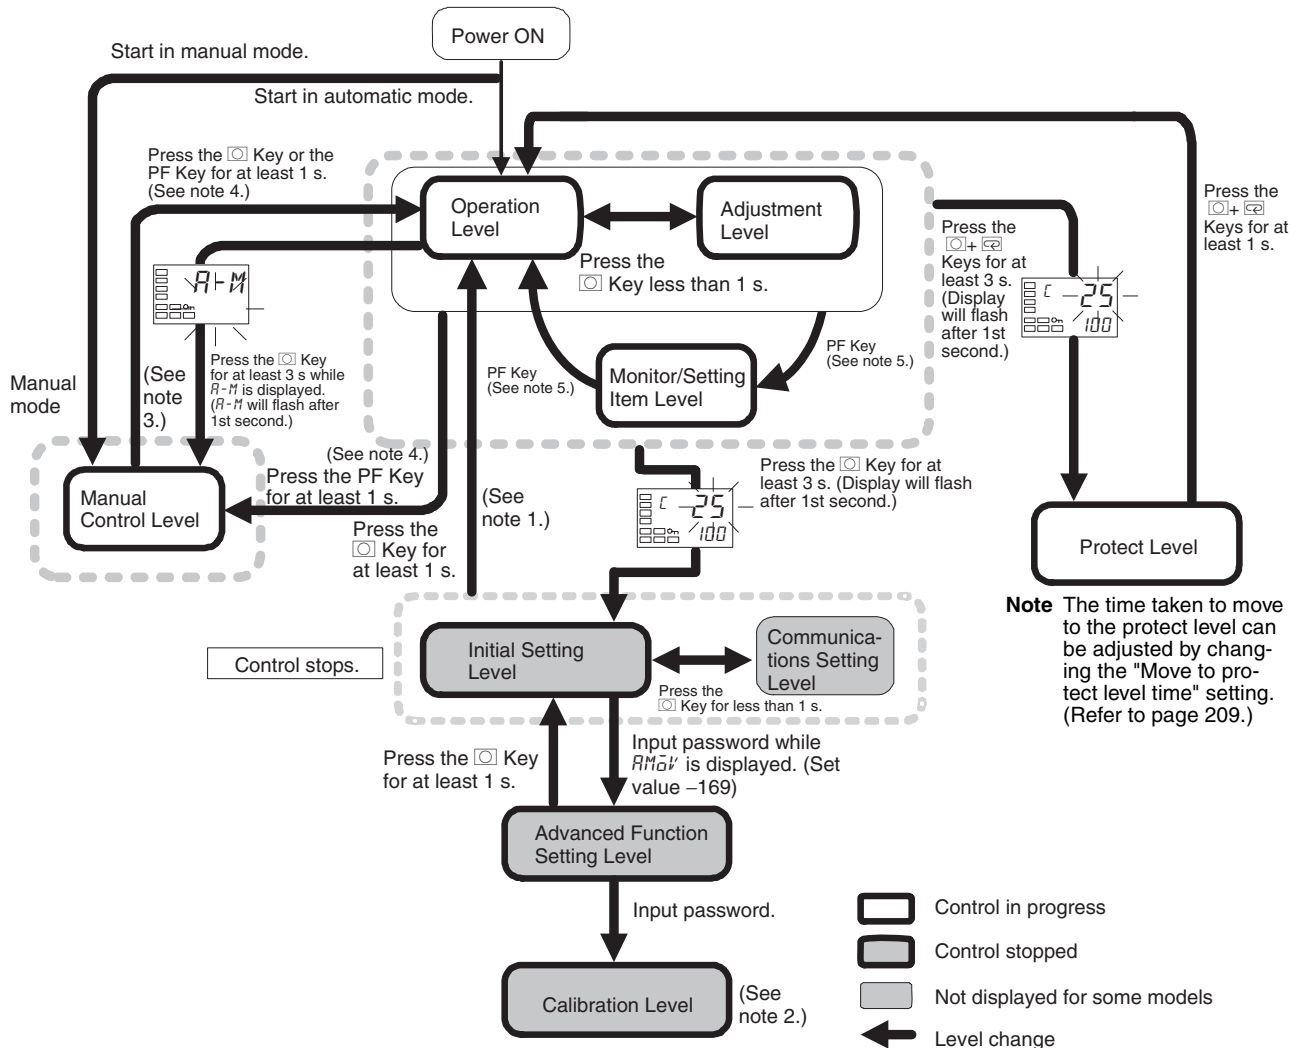 Power ON
Start in manual mode.
Start in automatic mode.
Press the Key or the
PF Key for at least 1 s.
(See note 4.)
Operation
Level
Adjustment
Level
Press the
Key less than 1 s.
Press the
+
Keys for at
least 3 s.
(Display
will flash
after 1st
second.)
Press the
+
Keys for at
least 1 s.
A-M
C 25
100
Press the Key
for at least 3 s while
A-M is displayed.
(A-M will flash after
1st second.)
(See
note
3.)
Manual
mode
PF Key
(See note 5.)
Monitor/Setting
Item Level
PF Key
(See note 5.)
Manual
Control Level
(See note 4.)
Press the PF Key
for at least 1 s.
Press the
Key for
at least 1 s.
(See
note 1.)
C 25
100
Press the Key for at
least 3 s. (Display will flash
after 1st second.)
Protect Level
Note The time taken to move
to the protect level can
be adjusted by chang-
ing the "Move to pro-
tect level time" setting.
(Refer to page 209.)
Control stops.
Initial Setting
Level
Communica-
tions Setting
Level
Press the
Key for less than 1 s.
Press the Key
for at least 1 s.
Input password while
AMOV is displayed. (Set
value −169)
Advanced Function
Setting Level
Input password.
Calibration Level
(See
note 2.)
Control in progress
Control stopped
Not displayed for some models
Level change